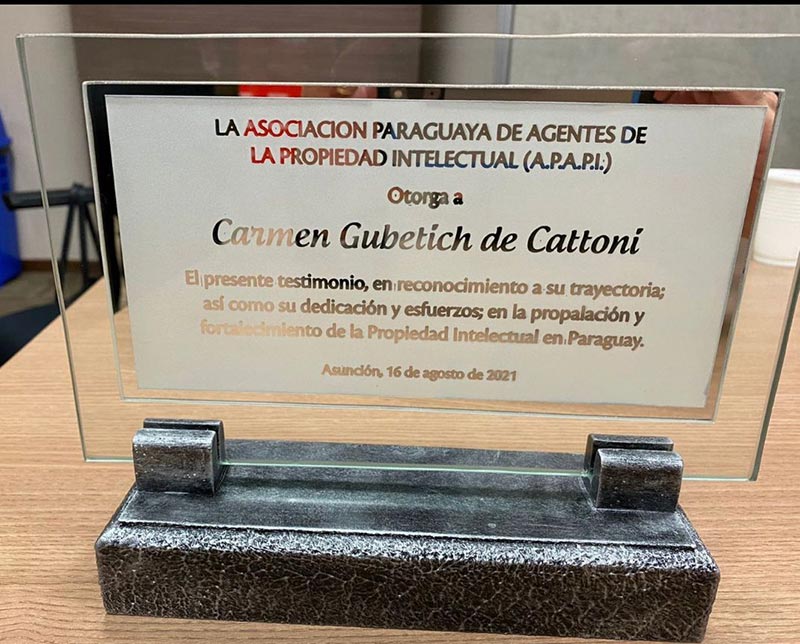 LA ASOCIACION PARAGUAYA DE AGENTES DE
LA PROPIEDAD INTELECTUAL (A.P.A.P.I.)
Otorga a
Carmen Gubetich de Cattoni
El presente testimonio, en reconocimiento a su trayectoria;
así como su dedicación y esfuerzos; en la propalación y
fortalecimiento de la Propiedad Intelectual en Paraguay.
Asunción, 16 de agosto de 2021